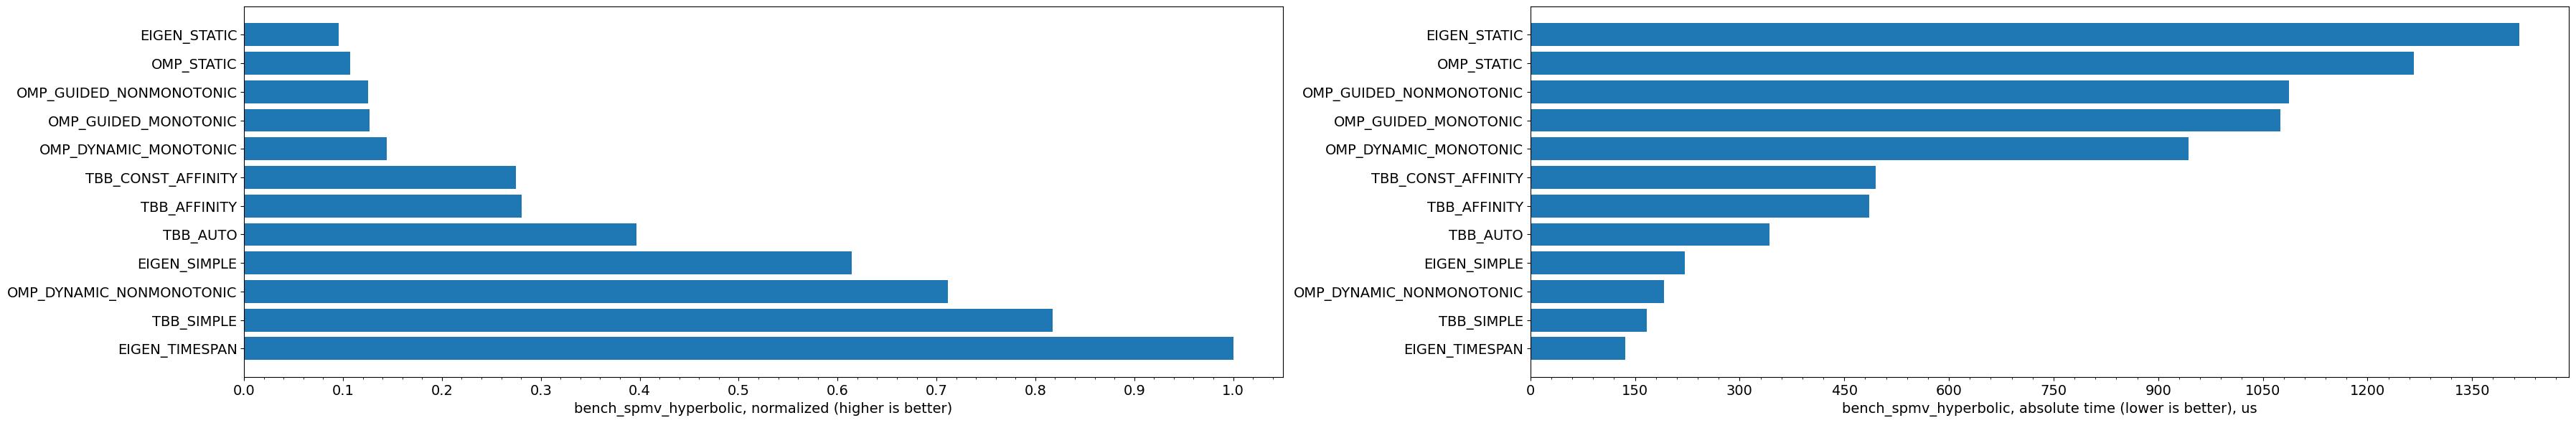 EIGEN_STATIC
OMP_STATIC
OMP_GUIDED_NONMONOTONIC
OMP_GUIDED_MONOTONIC
OMP_DYNAMIC_MONOTONIC
TBB_CONST_AFFINITY
TBB_AFFINITY
TBB_AUTO
EIGEN_SIMPLE
OMP_DYNAMIC_NONMONOTONIC
TBB_SIMPLE
EIGEN_TIMESPAN
0.0 0.1 0.2 0.3 0.4 0.5 0.6 0.7 0.8 0.9 1.0
bench_spmv_hyperbolic, normalized (higher is better)
EIGEN_STATIC
OMP_STATIC
OMP_GUIDED_NONMONOTONIC
OMP_GUIDED_MONOTONIC
OMP_DYNAMIC_MONOTONIC
TBB_CONST_AFFINITY
TBB_AFFINITY
TBB_AUTO
EIGEN_SIMPLE
OMP_DYNAMIC_NONMONOTONIC
TBB_SIMPLE
EIGEN_TIMESPAN
0 150 300 450 600 750 900 1050 1200 1350
bench_spmv_hyperbolic, absolute time (lower is better), us